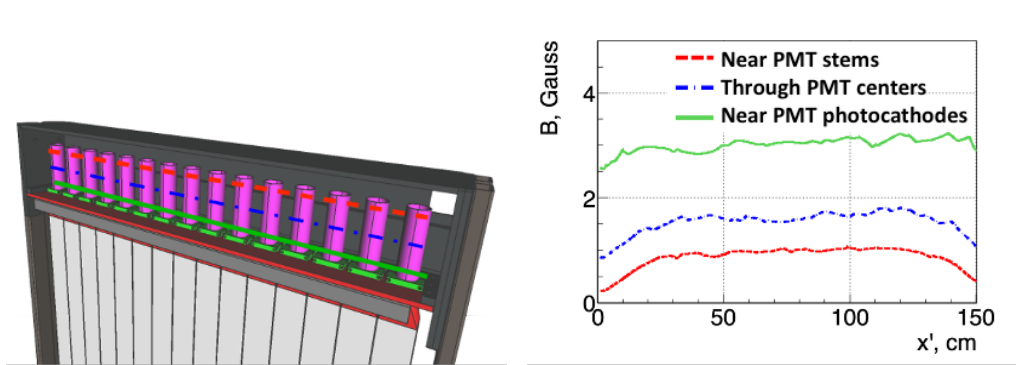 B, Gauss
Near PMT stems
Through PMT centers
Near PMT photocathodes
4
2
0
0 50 100 150
x', cm